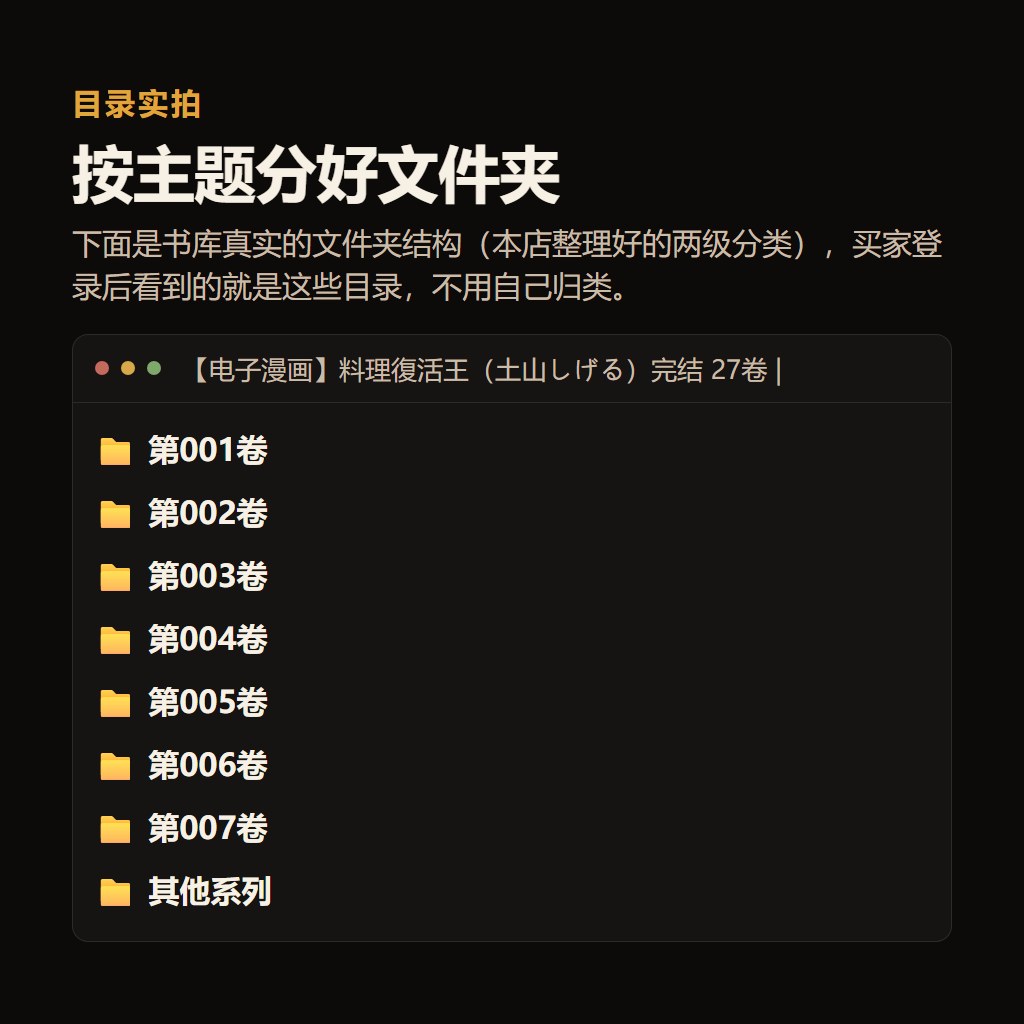 目录实拍
按主题分好文件夹
下面是书库真实的文件夹结构（本店整理好的两级分类），买家登
录后看到的就是这些目录，不用自己归类。
【电子漫画】料理復活王（土山しげる）完结 27卷 |
第001卷
第002卷
第003卷
第004卷
第005卷
第006卷
第007卷
其他系列